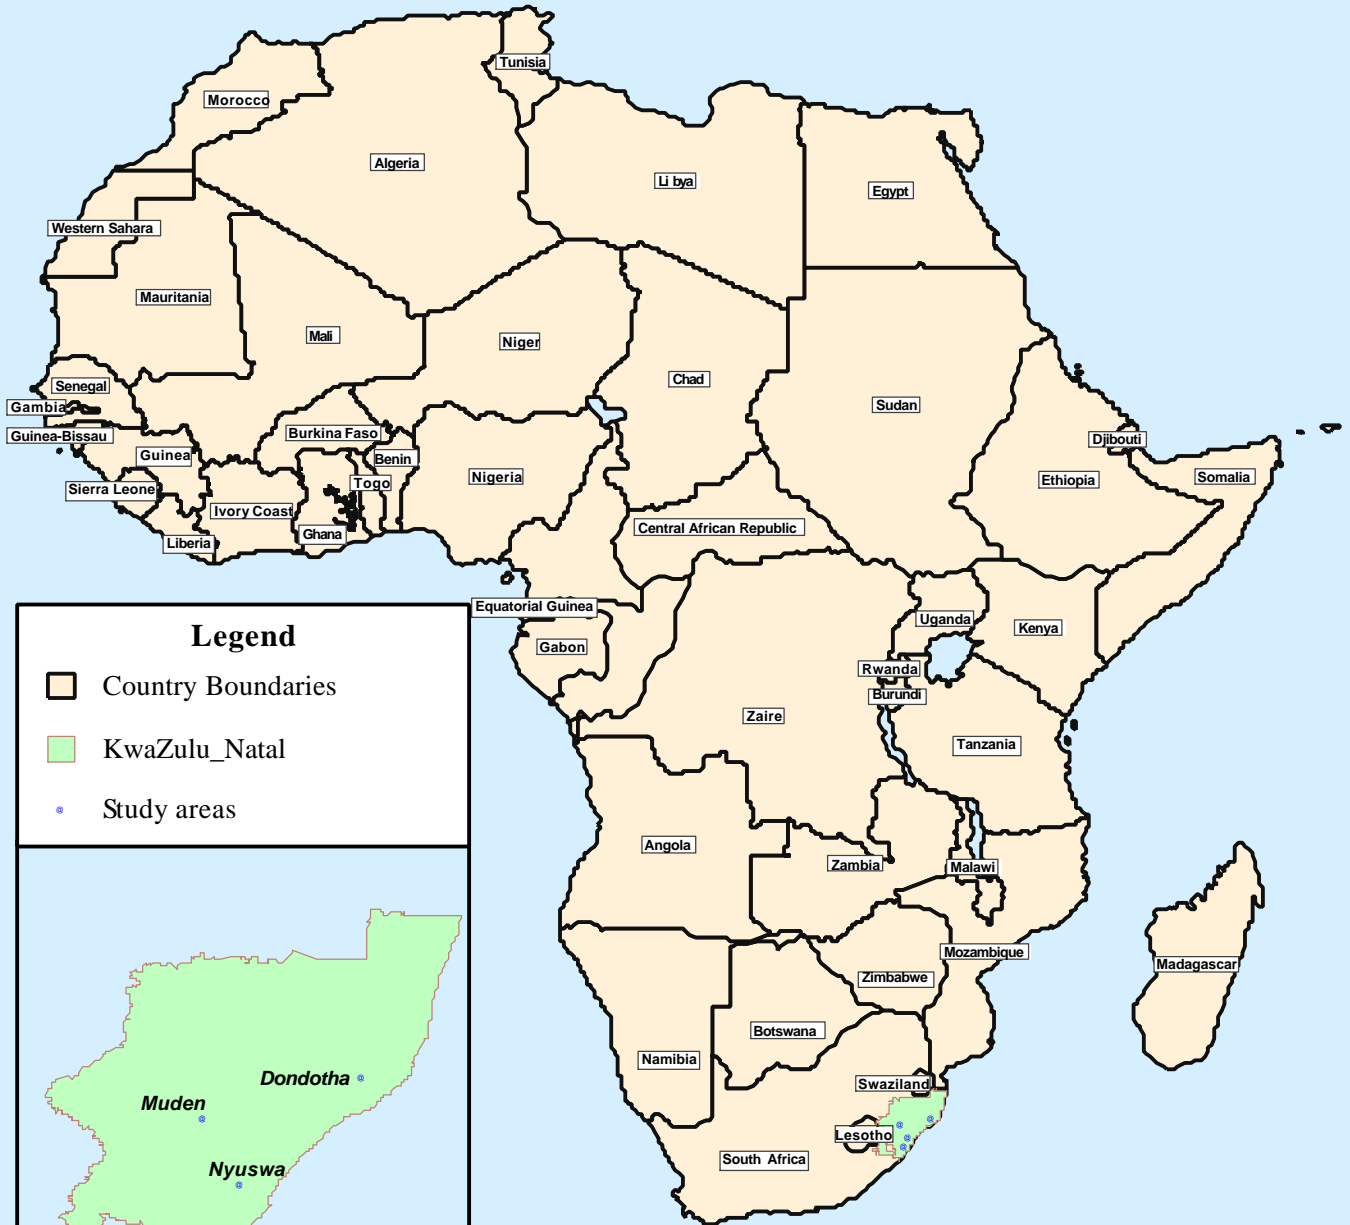 Tunisia
Morocco
Algeria
Li bya
Egypt
Western Sahara
Mauritania
Mali
Niger
Chad
Sudan
Senegal
Gambia
Guinea-Bissau
Guinea
Burkina Faso
Benin
Togo
Nigeria
Djibouti
Ethiopia
Somalia
Sierra Leone
Ivory Coast
Ghana
Liberia
Central African Republic
Equatorial Guinea
Gabon
Uganda
Kenya
Rwanda
Burundi
Zaire
Tanzania
Angola
Zambia
Malawi
Mozambique
Madagascar
Zimbabwe
Botswana
Namibia
Swaziland
Lesotho
South Africa
Legend
Country Boundaries
KwaZulu_Natal
Study areas
Dondotha
Muden
Nyuswa